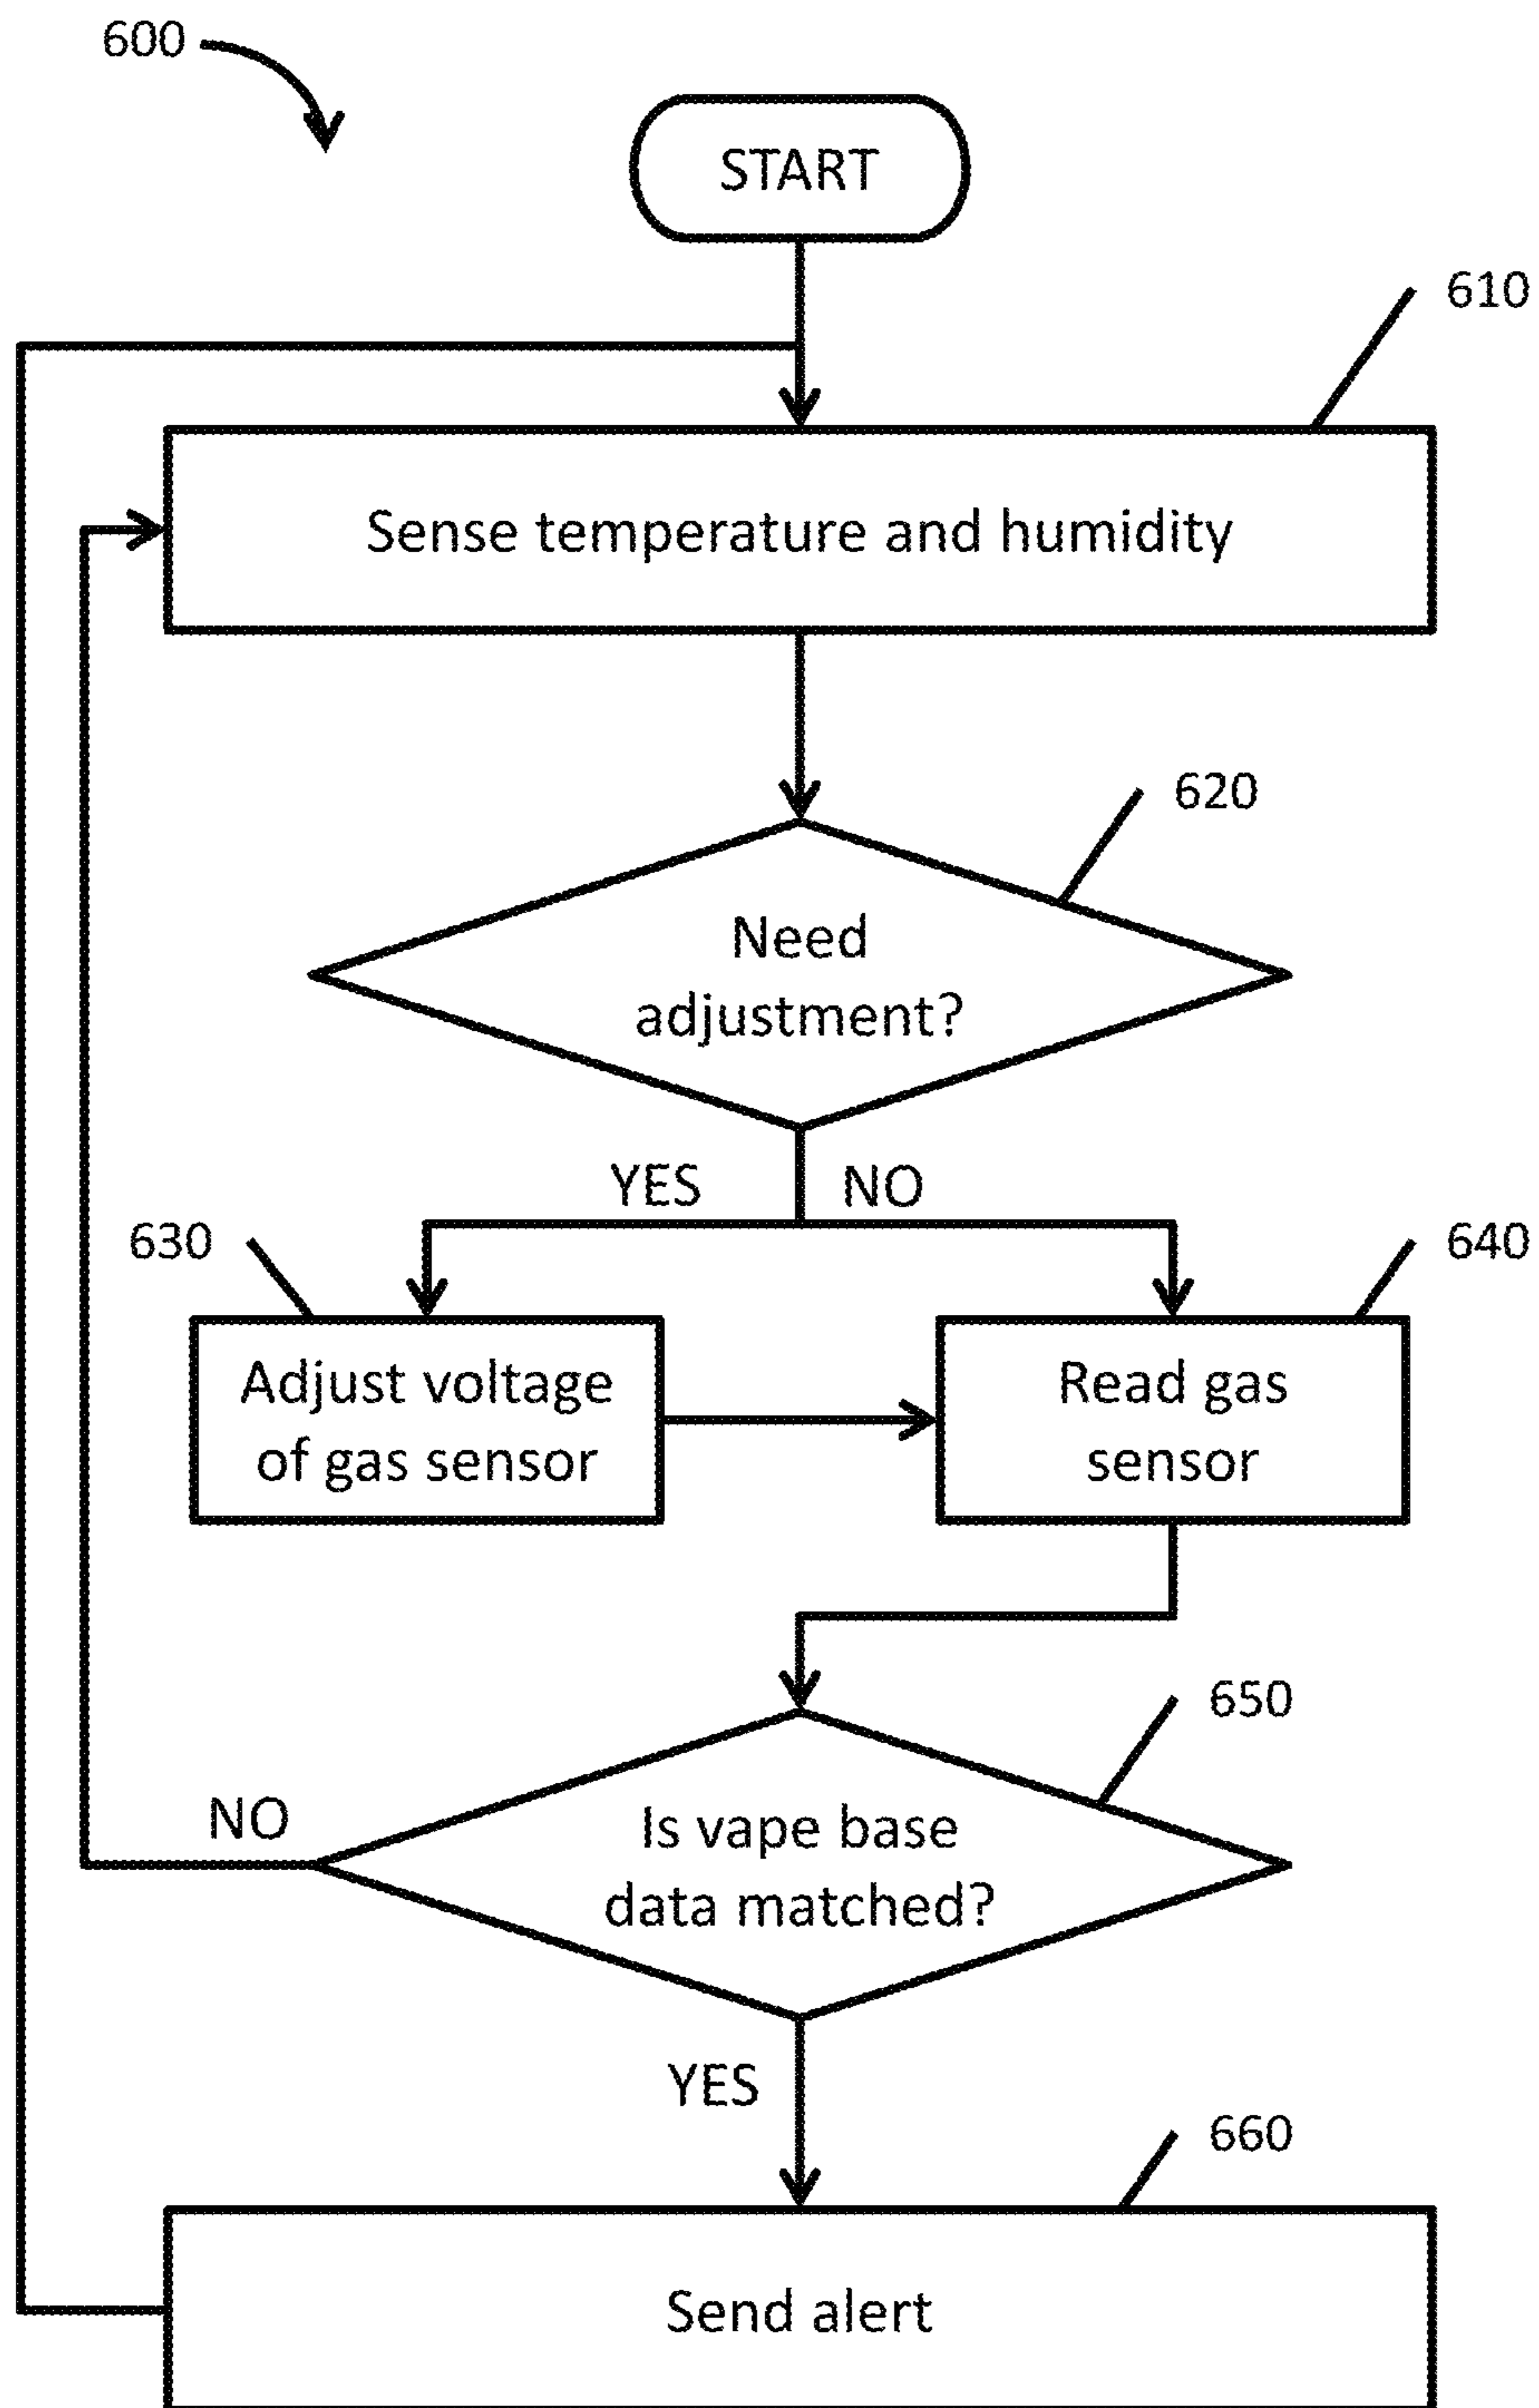 600
START
610
Sense temperature and humidity
620
Need
adjustment?
YES NO
630
640
Adjust voltage
of gas sensor
Read gas
sensor
650
NO
Is vape base
data matched?
YES
660
Send alert